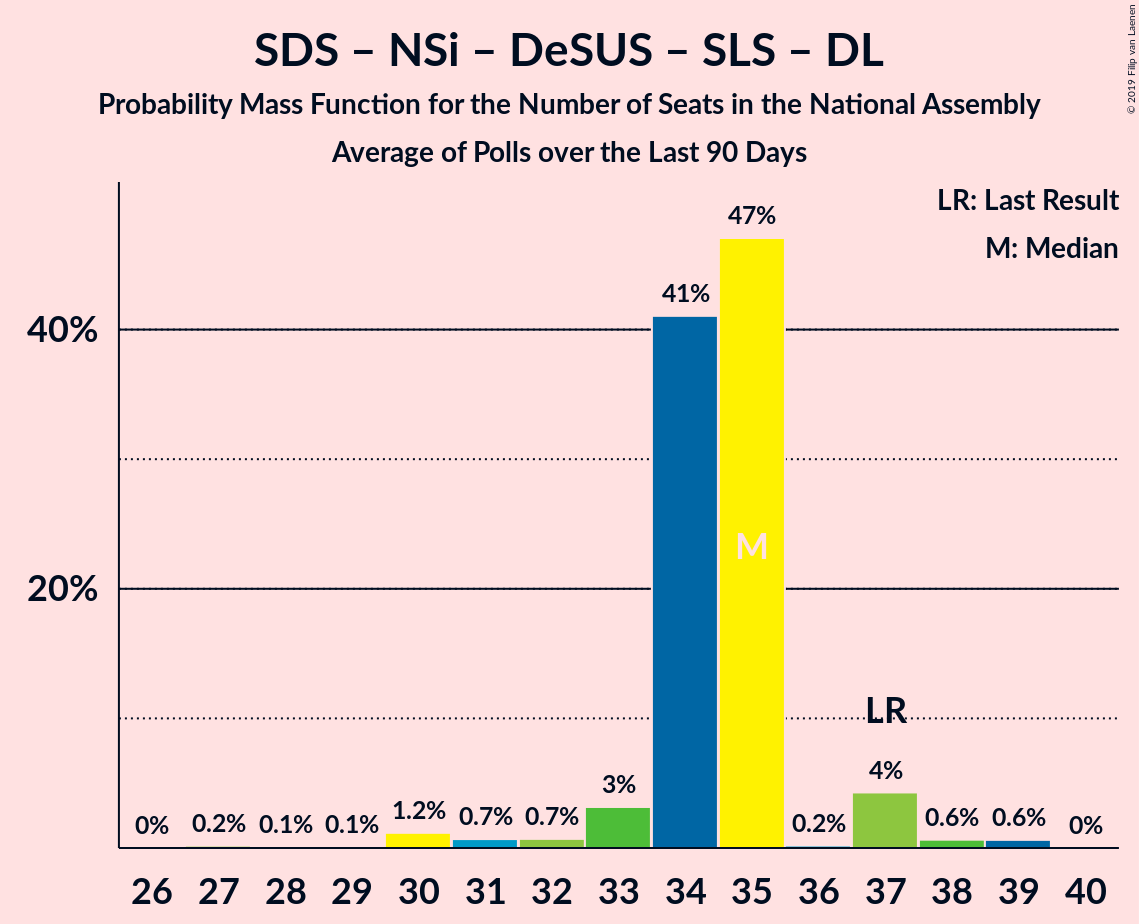 SDS – NSi – DeSUS – SLS – DL
Probability Mass Function for the Number of Seats in the National Assembly
Average of Polls over the Last 90 Days
© 2019 Filip van Laenen
LR: Last Result
M: Median
40%
20%
0%
0.2%
0.1%
0.1%
1.2%
0.7%
0.7%
3%
41%
47%
0.2%
4%
0.6%
0.6%
0%
M
LR
26 27 28 29 30 31 32 33 34 35 36 37 38 39 40